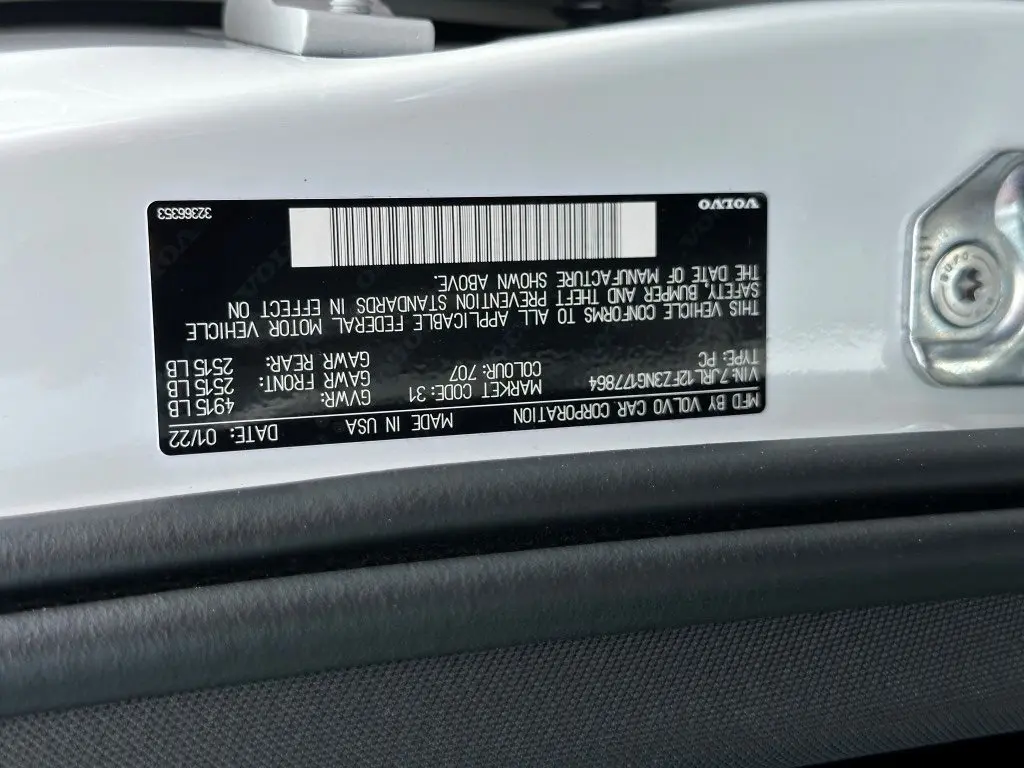 MFD BY VOLVO CAR CORPORATION MADE IN USA DATE: 01/22
VIN: 7JRL12FZ3NG177864 MARKET CODE: 31 GVWR: 4915 LB
TYPE: PC COLOUR: 707 GAWR FRONT: 2515 LB
GAWR REAR: 2515 LB
THIS VEHICLE CONFORMS TO ALL APPLICABLE FEDERAL MOTOR VEHICLE
SAFETY, BUMPER AND THEFT PREVENTION STANDARDS IN EFFECT ON
THE DATE OF MANUFACTURE SHOWN ABOVE.
VOLVO 32366353